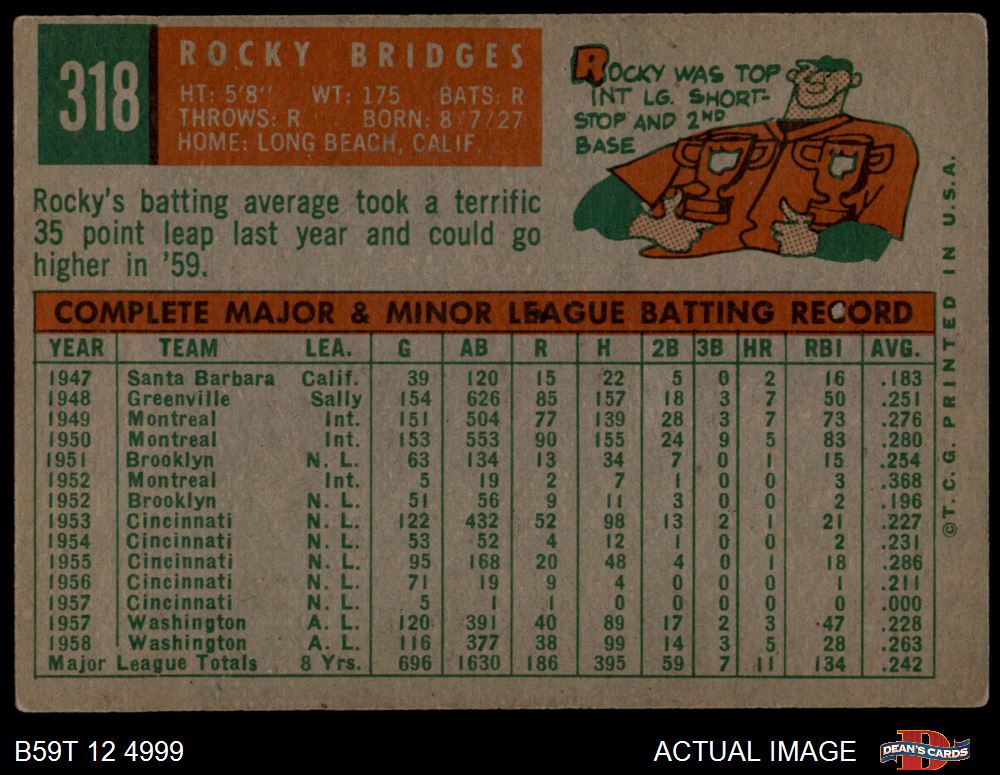 318
ROCKY BRIDGES
HT: 5'8" WT: 175 BATS: R
THROWS: R BORN: 8/7/27
HOME: LONG BEACH, CALIF.
ROCKY WAS TOP
INT LG. SHORT-
STOP AND 2ND
BASE
Rocky's batting average took a terrific
35 point leap last year and could go
higher in '59.
COMPLETE MAJOR & MINOR LEAGUE BATTING RECORD
YEAR TEAM LEA. G AB R H 2B 3B HR RBI AVG.
1947 Santa Barbara Calif. 39 120 15 22 5 0 2 16 .183
1948 Greenville Sally 154 626 85 157 18 3 7 50 .251
1949 Montreal Int. 151 504 77 139 28 3 7 73 .276
1950 Montreal Int. 153 553 90 155 24 9 5 83 .280
1951 Brooklyn N. L. 63 134 13 34 7 0 1 15 .254
1952 Montreal Int. 5 19 2 7 1 0 0 3 .368
1952 Brooklyn N. L. 51 56 9 11 3 0 0 2 .196
1953 Cincinnati N. L. 122 432 52 98 13 2 1 21 .227
1954 Cincinnati N. L. 53 52 4 12 1 0 0 2 .231
1955 Cincinnati N. L. 95 168 20 48 4 0 1 18 .286
1956 Cincinnati N. L. 71 19 9 4 0 0 0 1 .211
1957 Cincinnati N. L. 5 1 1 0 0 0 0 0 .000
1957 Washington A. L. 120 391 40 89 17 2 3 47 .228
1958 Washington A. L. 116 377 38 99 14 3 5 28 .263
Major League Totals 8 Yrs. 696 1630 186 395 59 7 11 134 .242
©T. C. G. PRINTED IN U.S.A.
B59T 12 4999
ACTUAL IMAGE
DEAN'S CARDS